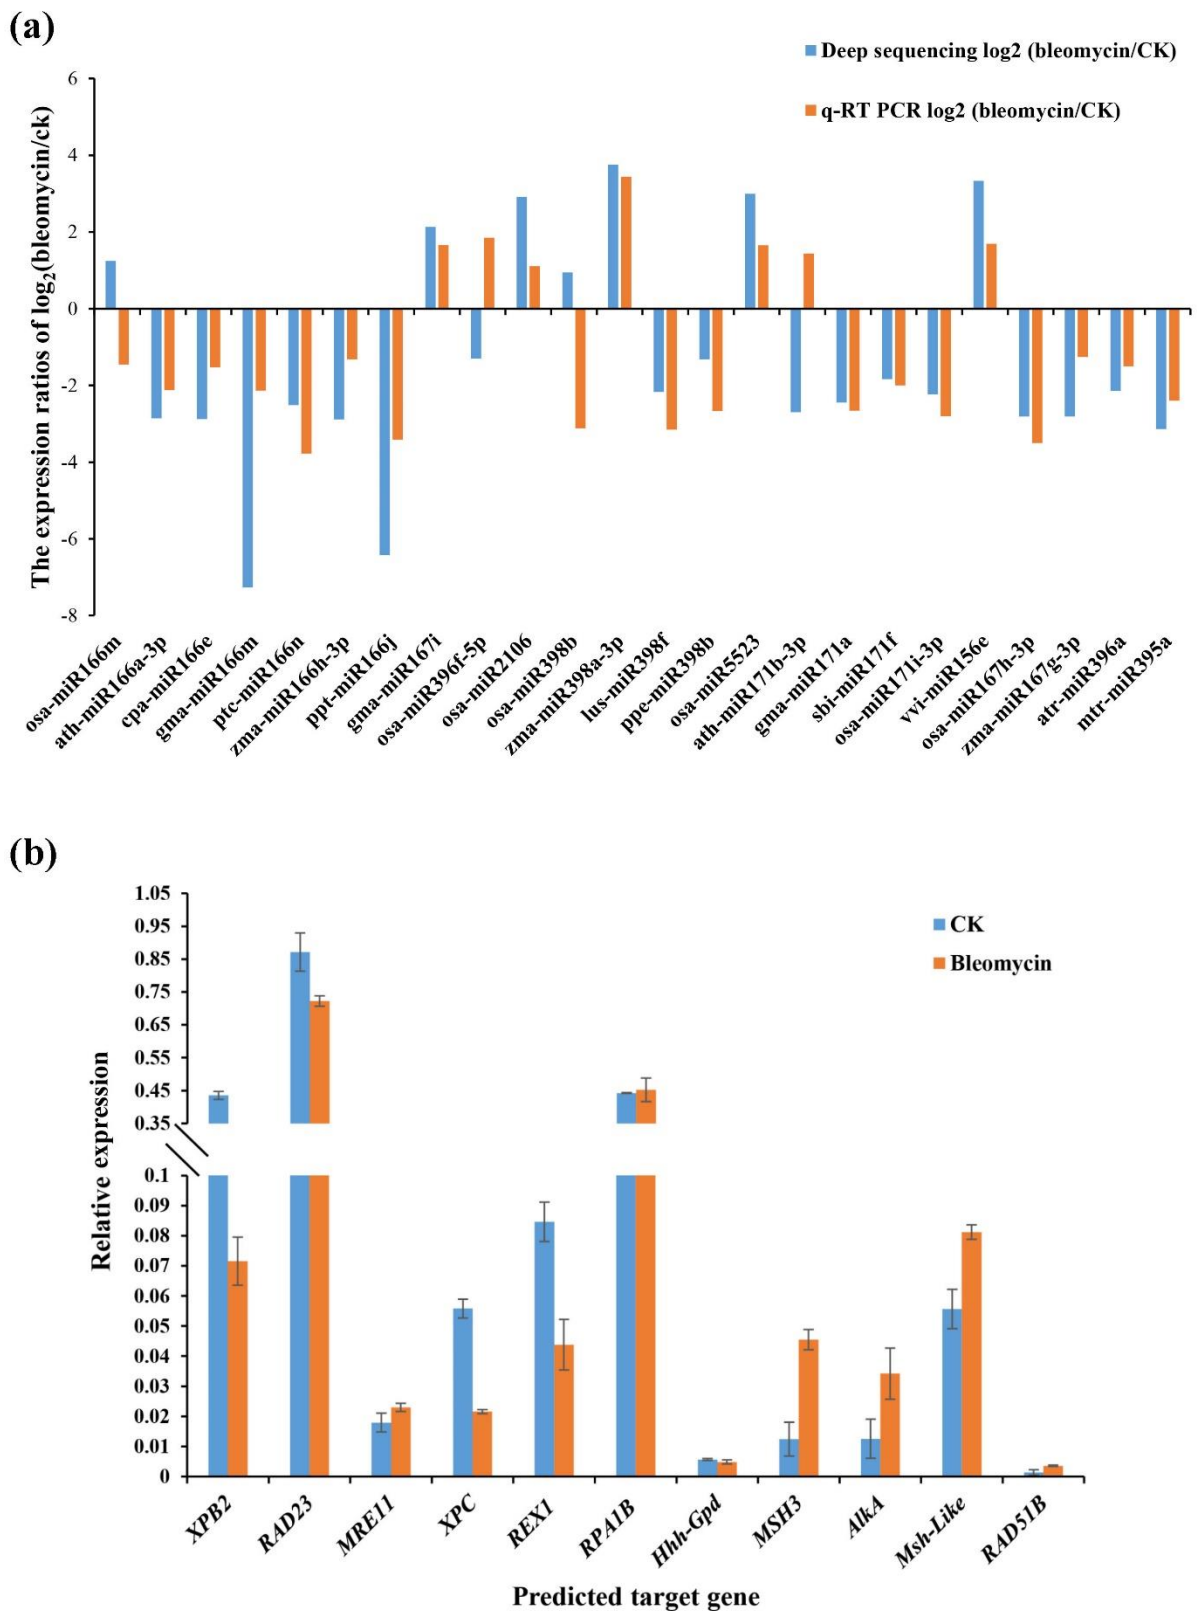 (a)
Deep sequencing log2 (bleomycin/CK)
q-RT PCR log2 (bleomycin/CK)
The expression ratios of log2(bleomycin/ck)
6
4
2
0
-2
-4
-6
-8
osa-miR166m
ath-miR166a-3p
cpa-miR166e
gma-miR166m
ptc-miR166n
zma-miR166h-3p
ppt-miR166j
gma-miR167i
osa-miR396f-5p
osa-miR2106
osa-miR398b
zma-miR398a-3p
lus-miR398f
ppe-miR398b
osa-miR5523
ath-miR171b-3p
gma-miR171a
sbi-miR171f
osa-miR171i-3p
vvi-miR156e
osa-miR167h-3p
zma-miR167g-3p
atr-miR396a
mtr-miR395a
(b)
CK
Bleomycin
Relative expression
1.05
0.95
0.85
0.75
0.65
0.55
0.45
0.35
0.1
0.09
0.08
0.07
0.06
0.05
0.04
0.03
0.02
0.01
0
XPB2
RAD23
MRE11
XPC
REX1
RPA1B
Hhh-Gpd
MSH3
AlkA
Msh-Like
RAD51B
Predicted target gene